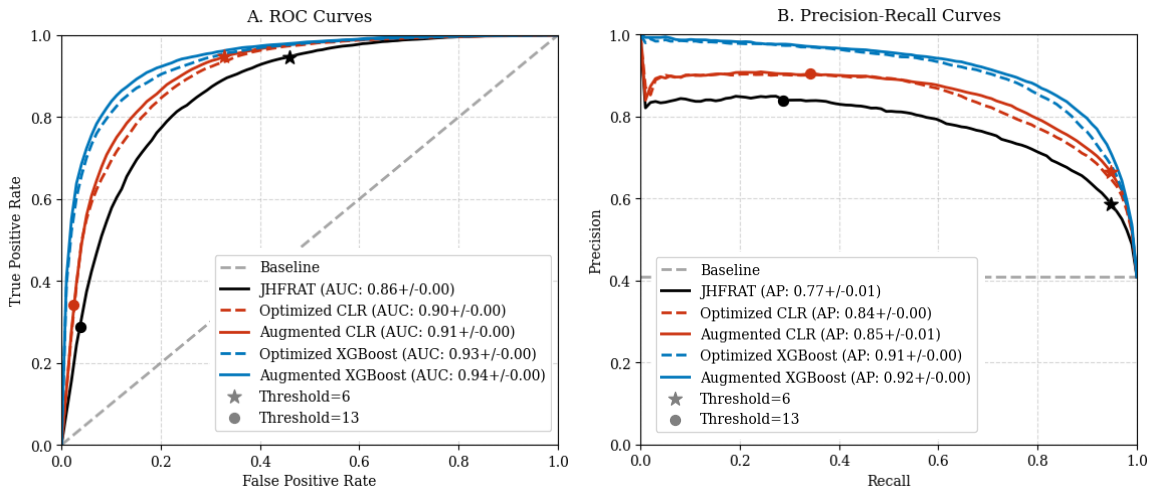 A. ROC Curves
True Positive Rate
1.0
0.8
0.6
0.4
0.2
0.0
Baseline
JHFRAT (AUC: 0.86+/-0.00)
Optimized CLR (AUC: 0.90+/-0.00)
Augmented CLR (AUC: 0.91+/-0.00)
Optimized XGBoost (AUC: 0.93+/-0.00)
Augmented XGBoost (AUC: 0.94+/-0.00)
Threshold=6
Threshold=13
0.0 0.2 0.4 0.6 0.8 1.0
False Positive Rate
B. Precision-Recall Curves
Precision
1.0
0.8
0.6
0.4
0.2
0.0
Baseline
JHFRAT (AP: 0.77+/-0.01)
Optimized CLR (AP: 0.84+/-0.00)
Augmented CLR (AP: 0.85+/-0.01)
Optimized XGBoost (AP: 0.91+/-0.00)
Augmented XGBoost (AP: 0.92+/-0.00)
Threshold=6
Threshold=13
0.0 0.2 0.4 0.6 0.8 1.0
Recall